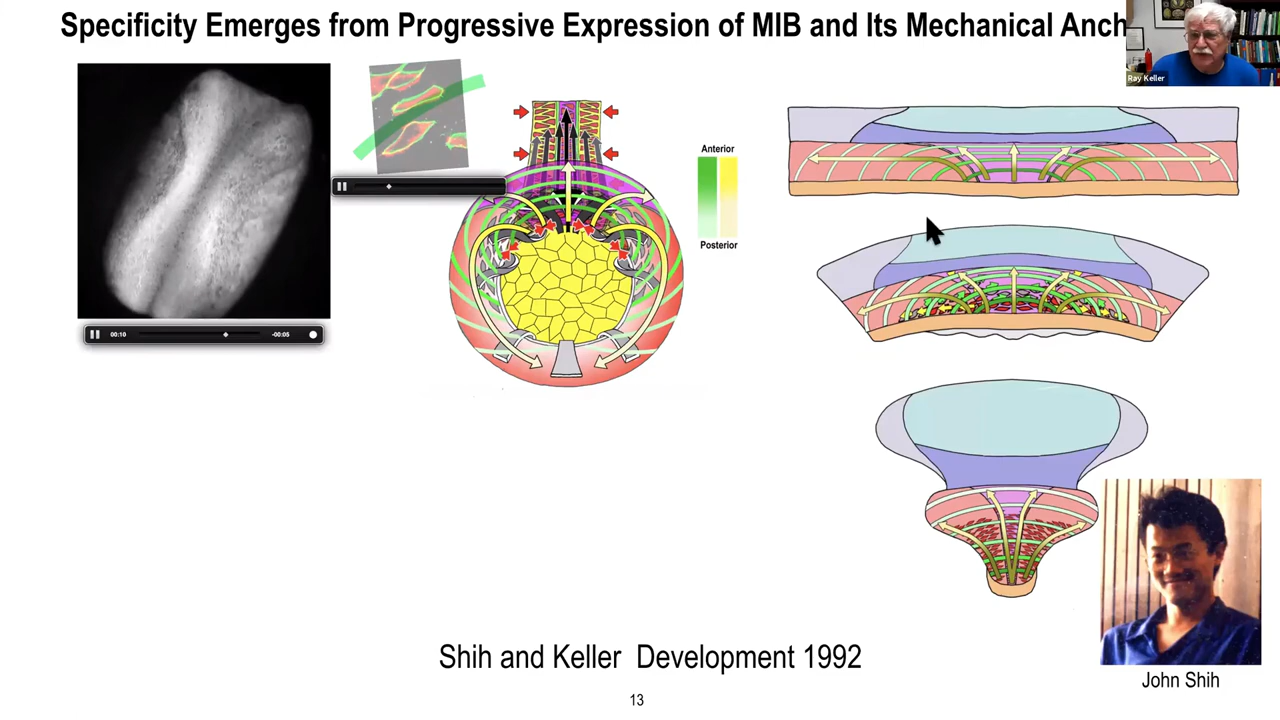 Specificity Emerges from Progressive Expression of MIB and Its Mechanical Anch
Ray Keller
Anterior
Posterior
00:10
-00:05
Shih and Keller Development 1992
John Shih
13